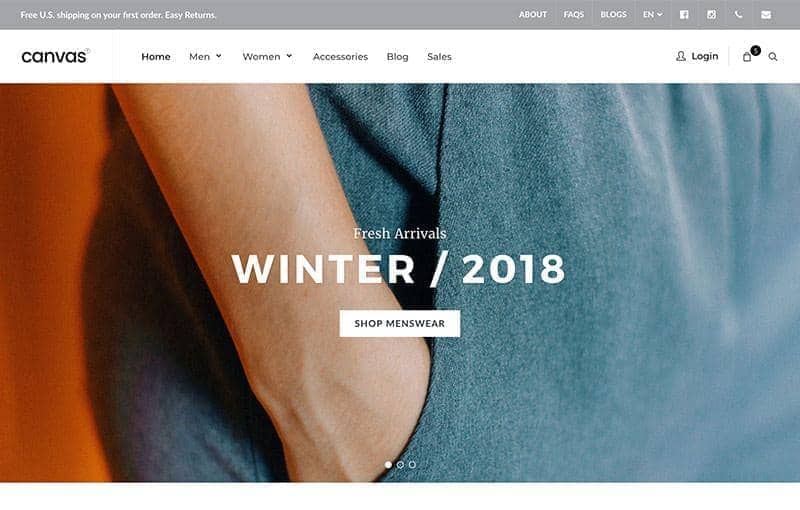 Free U.S. shipping on your first order. Easy Returns.
ABOUT FAQS BLOGS EN
canvas
Home Men Women Accessories Blog Sales
Login 5
Fresh Arrivals
WINTER / 2018
SHOP MENSWEAR